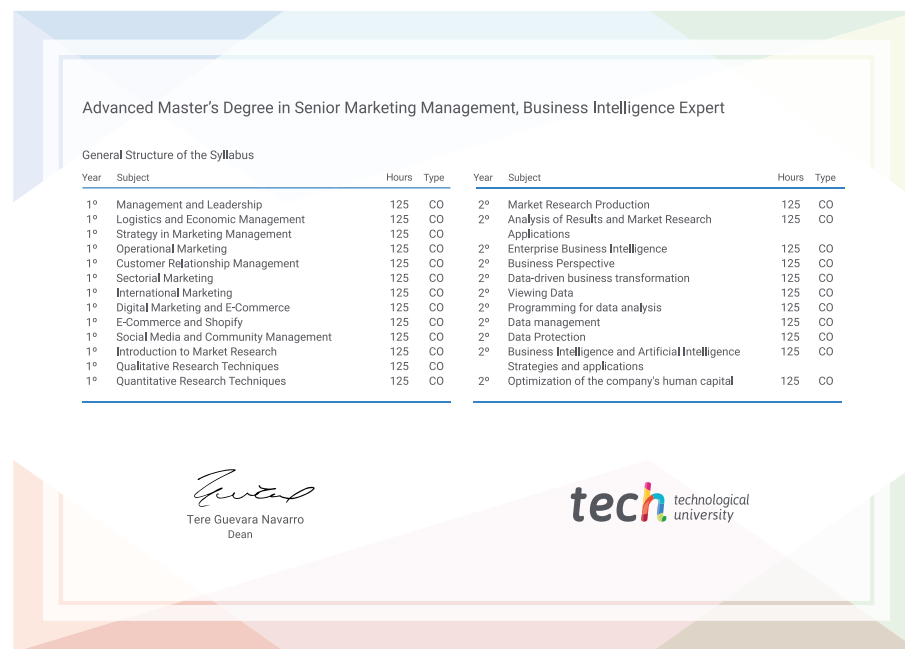 Advanced Master's Degree in Senior Marketing Management, Business Intelligence Expert
General Structure of the Syllabus
Year Subject Hours Type
1º Management and Leadership 125 CO
1º Logistics and Economic Management 125 CO
1º Strategy in Marketing Management 125 CO
1º Operational Marketing 125 CO
1º Customer Relationship Management 125 CO
1º Sectorial Marketing 125 CO
1º International Marketing 125 CO
1º Digital Marketing and E-Commerce 125 CO
1º E-Commerce and Shopify 125 CO
1º Social Media and Community Management 125 CO
1º Introduction to Market Research 125 CO
1º Qualitative Research Techniques 125 CO
1º Quantitative Research Techniques 125 CO
Year Subject Hours Type
2º Market Research Production 125 CO
2º Analysis of Results and Market Research 125 CO
Applications
2º Enterprise Business Intelligence 125 CO
2º Business Perspective 125 CO
2º Data-driven business transformation 125 CO
2º Viewing Data 125 CO
2º Programming for data analysis 125 CO
2º Data management 125 CO
2º Data Protection 125 CO
2º Business Intelligence and Artificial Intelligence 125 CO
Strategies and applications
2º Optimization of the company's human capital 125 CO
Tere Guevara Navarro
Dean
tech technological
university